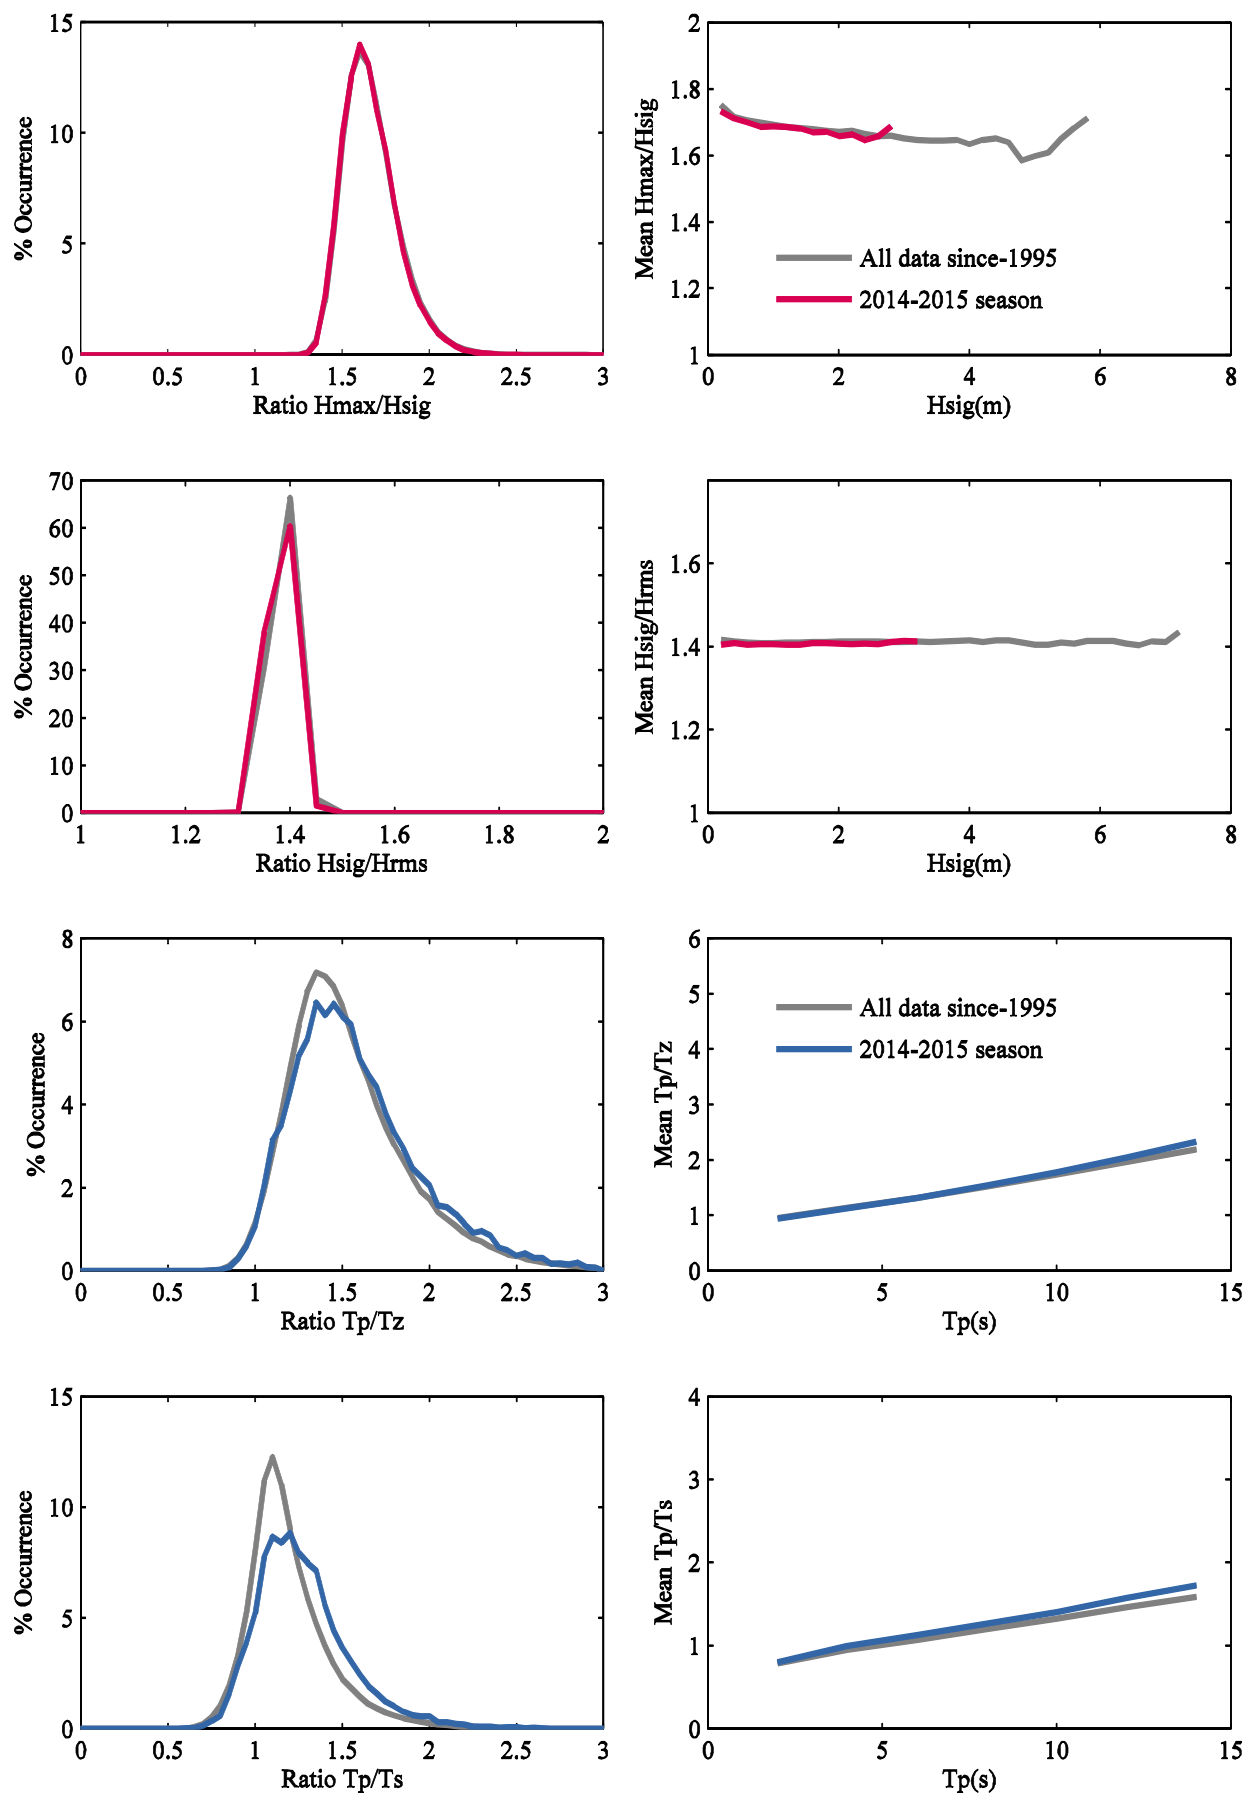 15
10
5
0
% Occurrence
0 0.5 1 1.5 2 2.5 3
Ratio Hmax/Hsig
2
1.8
1.6
1.4
1.2
1
Mean Hmax/Hsig
All data since-1995
2014-2015 season
0 2 4 6 8
Hsig(m)
70
60
50
40
30
20
10
0
% Occurrence
1 1.2 1.4 1.6 1.8 2
Ratio Hsig/Hrms
1.6
1.4
1.2
1
Mean Hsig/Hrms
0 2 4 6 8
Hsig(m)
8
6
4
2
0
% Occurrence
0 0.5 1 1.5 2 2.5 3
Ratio Tp/Tz
6
5
4
3
2
1
0
Mean Tp/Tz
All data since-1995
2014-2015 season
0 5 10 15
Tp(s)
15
10
5
0
% Occurrence
0 0.5 1 1.5 2 2.5 3
Ratio Tp/Ts
4
3
2
1
0
Mean Tp/Ts
0 5 10 15
Tp(s)